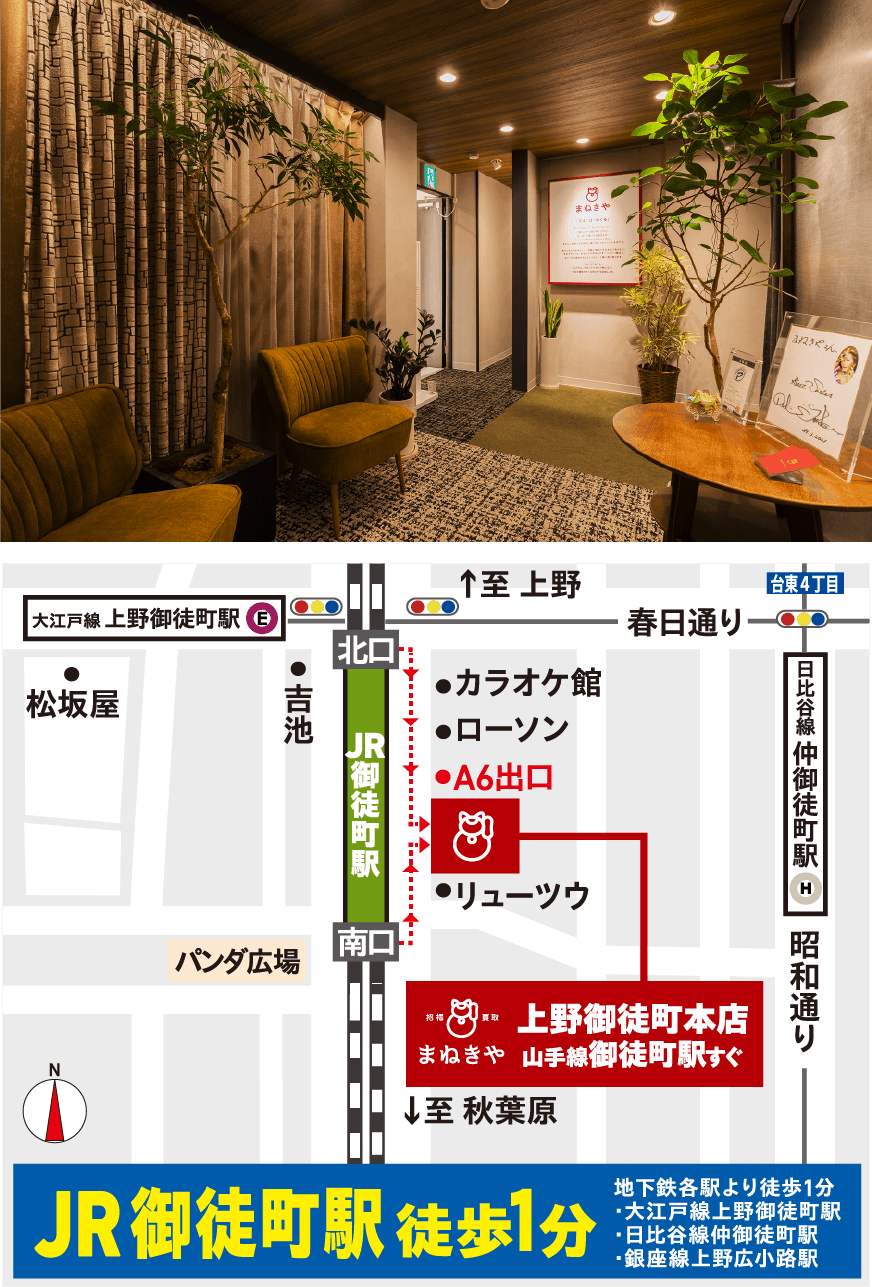 まねきや
まねきやさん
↑至 上野
台東4丁目
大江戸線 上野御徒町駅 E
春日通り
北口
松坂屋
吉池
カラオケ館
ローソン
A6出口
JR御徒町駅
日比谷線 仲御徒町駅 H
リューツウ
南口
パンダ広場
昭和通り
招福 買取
まねきや
上野御徒町本店
山手線御徒町駅すぐ
N
↓至 秋葉原
JR御徒町駅 徒歩1分
地下鉄各駅より徒歩1分
・大江戸線上野御徒町駅
・日比谷線仲御徒町駅
・銀座線上野広小路駅